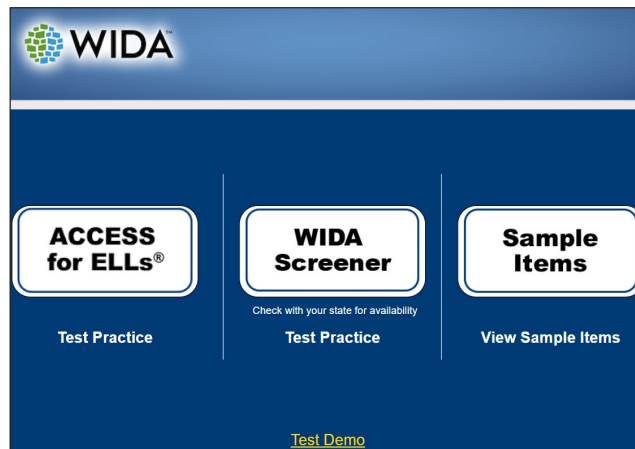 WIDA™
ACCESS
for ELLs®
Test Practice
WIDA
Screener
Check with your state for availability
Test Practice
Sample
Items
View Sample Items
Test Demo